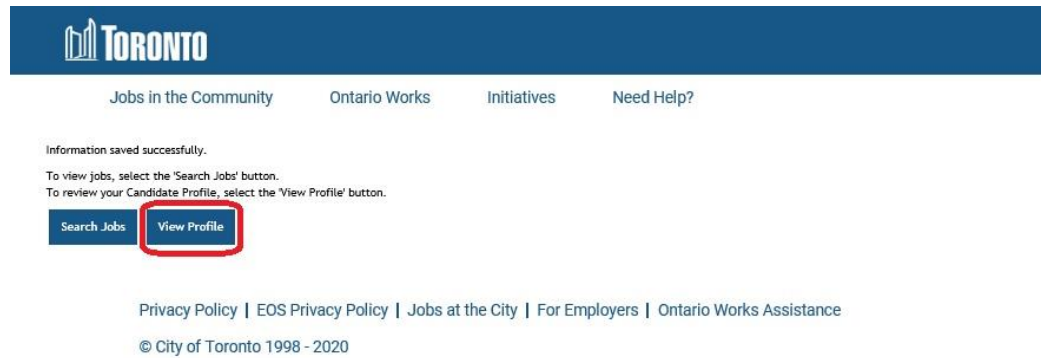 TORONTO
Jobs in the Community Ontario Works Initiatives Need Help?
Information saved successfully.
To view jobs, select the 'Search Jobs' button.
To review your Candidate Profile, select the 'View Profile' button.
Search Jobs View Profile
Privacy Policy | EOS Privacy Policy | Jobs at the City | For Employers | Ontario Works Assistance
© City of Toronto 1998 - 2020